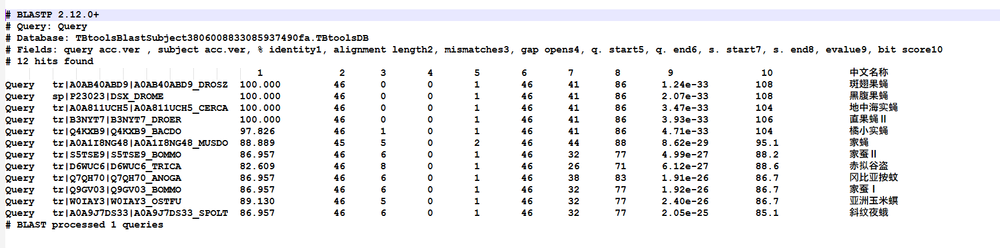 # BLASTP 2.12.0+
# Query: Query
# Database: TBtoolsBlastSubject3806008833085937490fa.TBtoolsDB
# Fields: query acc.ver , subject acc.ver, % identity1, alignment length2, mismatches3, gap opens4, q. start5, q. end6, s. start7, s. end8, evalue9, bit score10
# 12 hits found
1 2 3 4 5 6 7 8 9 10 中文名称
Query tr|A0AB40ABD9|A0AB40ABD9_DROSZ 100.000 46 0 0 1 46 41 86 1.24e-33 108 斑翅果蝇
Query sp|P23023|DSX_DROME 100.000 46 0 0 1 46 41 86 2.07e-33 108 黑腹果蝇
Query tr|A0A811UCH5|A0A811UCH5_CERCA 100.000 46 0 0 1 46 41 86 3.47e-33 104 地中海实蝇
Query tr|B3NYT7|B3NYT7_DROER 100.000 46 0 0 1 46 41 86 3.93e-33 106 直果蝇Ⅱ
Query tr|Q4KXB9|Q4KXB9_BACDO 97.826 46 1 0 1 46 41 86 4.71e-33 104 橘小实蝇
Query tr|A0A1I8NG48|A0A1I8NG48_MUSDO 88.889 45 5 0 2 46 44 88 8.62e-29 95.1 家蝇
Query tr|S5TSE9|S5TSE9_BOMMO 86.957 46 6 0 1 46 32 77 4.99e-27 88.2 家蚕Ⅱ
Query tr|D6WUC6|D6WUC6_TRICA 82.609 46 8 0 1 46 26 71 6.12e-27 88.6 赤拟谷盗
Query tr|Q7QH70|Q7QH70_ANOGA 86.957 46 6 0 1 46 38 83 1.91e-26 86.7 冈比亚按蚊
Query tr|Q9GV03|Q9GV03_BOMMO 86.957 46 6 0 1 46 32 77 1.92e-26 86.7 家蚕Ⅰ
Query tr|W0IAY3|W0IAY3_OSTFU 89.130 46 5 0 1 46 32 77 2.40e-26 86.7 亚洲玉米螟
Query tr|A0A9J7DS33|A0A9J7DS33_SPOLT 86.957 46 6 0 1 46 32 77 2.05e-25 85.1 斜纹夜蛾
# BLAST processed 1 queries